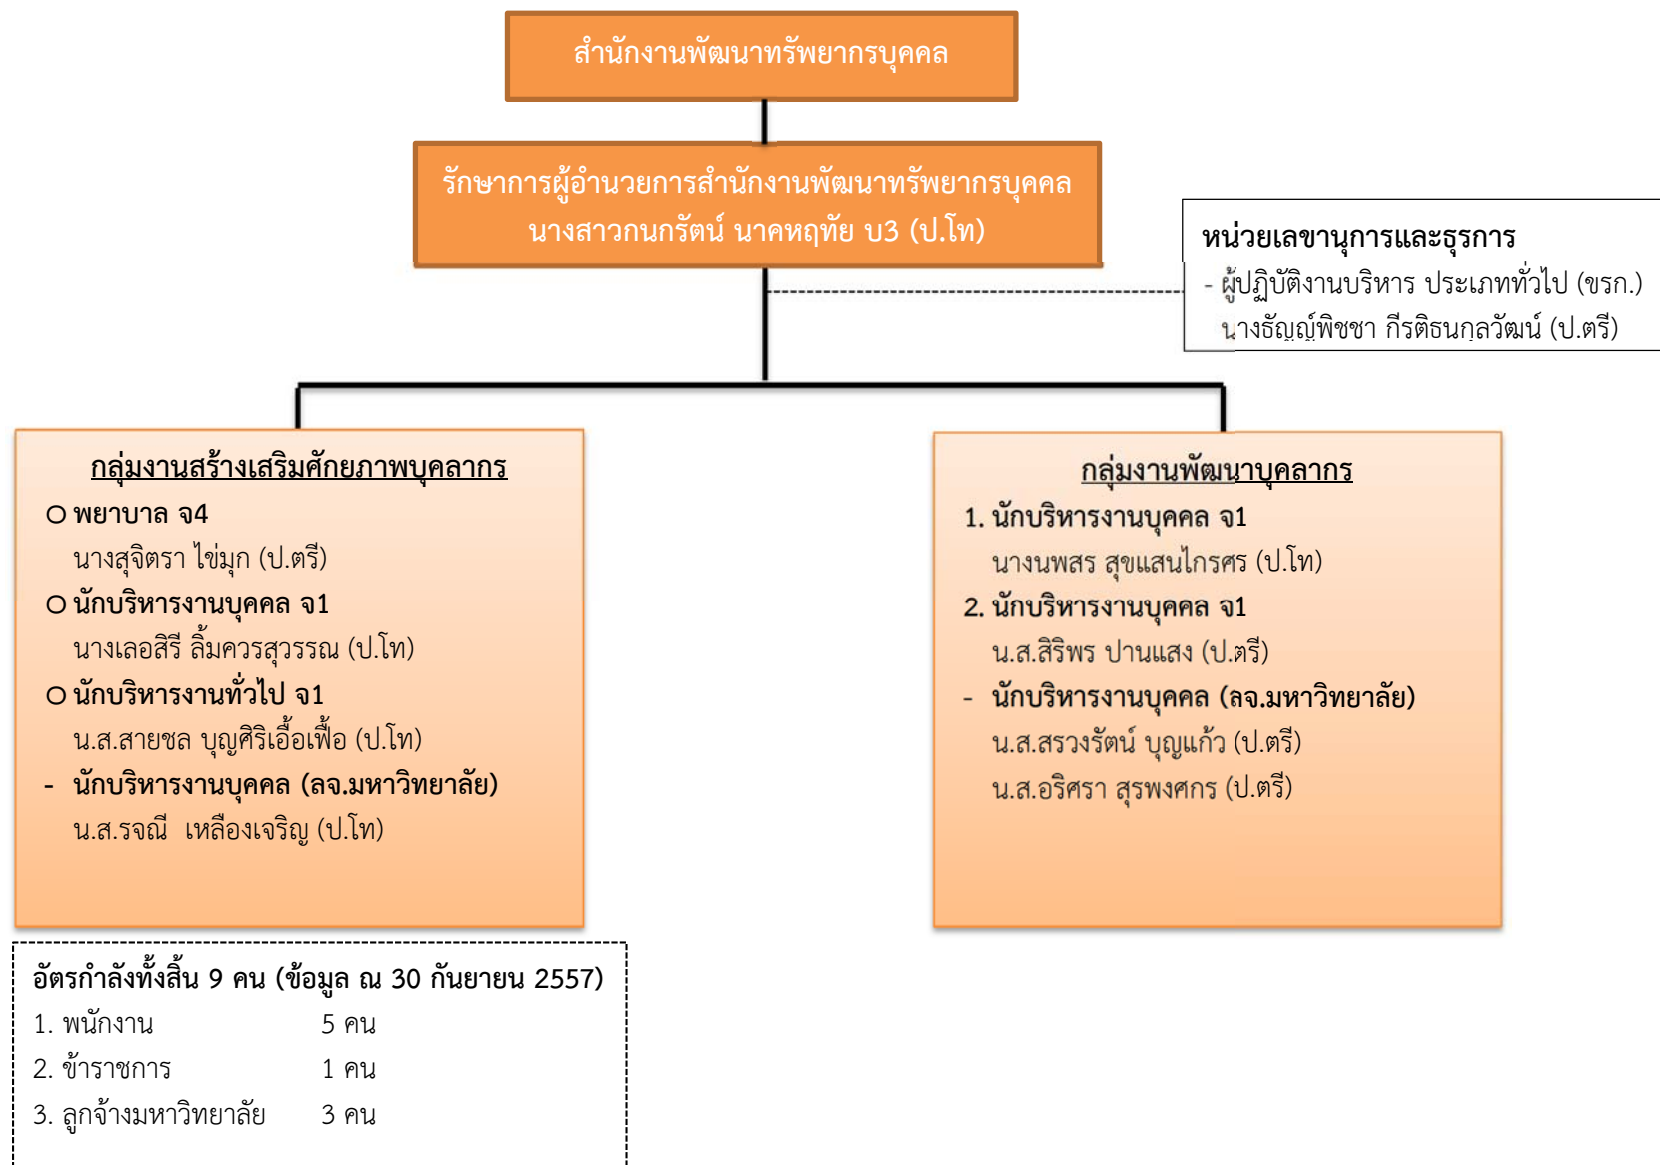 สำนักงานพัฒนาทรัพยากรบุคคล
รักษาการผู้อำนวยการสำนักงานพัฒนาทรัพยากรบุคคล
นางสาวกนกรัตน์ นาคหฤทัย บ3 (ป.โท)
หน่วยเลขานุการและธุรการ
- ผู้ปฏิบัติงานบริหาร ประเภททั่วไป (ขรก.)
นางธัญญ์พิชชา กีรติธนกุลวัฒน์ (ป.ตรี)
กลุ่มงานสร้างเสริมศักยภาพบุคลากร
O พยาบาล จ4
นางสุจิตรา ไข่มุก (ป.ตรี)
O นักบริหารงานบุคคล จ1
นางเลอสิรี ลิ้มควรสุวรรณ (ป.โท)
O นักบริหารงานทั่วไป จ1
น.ส.สายชล บุญศิริเอื้อเฟื้อ (ป.โท)
- นักบริหารงานบุคคล (ลจ.มหาวิทยาลัย)
น.ส.รจณี เหลืองเจริญ (ป.โท)
กลุ่มงานพัฒนาบุคลากร
1. นักบริหารงานบุคคล จ1
นางนพสร สุขแสนไกรศร (ป.โท)
2. นักบริหารงานบุคคล จ1
น.ส.สิริพร ปานแสง (ป.ตรี)
- นักบริหารงานบุคคล (ลจ.มหาวิทยาลัย)
น.ส.สรวงรัตน์ บุญแก้ว (ป.ตรี)
น.ส.อริศรา สุรพงศกร (ป.ตรี)
อัตรกำลังทั้งสิ้น 9 คน (ข้อมูล ณ 30 กันยายน 2557)
1. พนักงาน 5 คน
2. ข้าราชการ 1 คน
3. ลูกจ้างมหาวิทยาลัย 3 คน